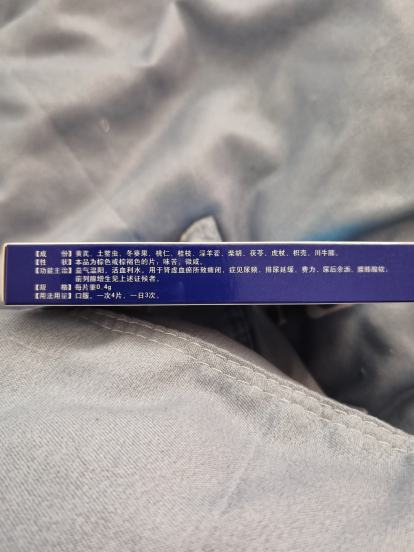 【成 份】黄芪、土鳖虫、冬葵果、桃仁、桂枝、淫羊藿、柴胡、茯苓、虎杖、枳壳、川牛膝。
【性 状】本品为棕色或棕褐色的片；味苦、微咸。
【功能主治】益气温阳，活血利水。用于肾虚血瘀所致癃闭，症见尿频、排尿延缓、费力、尿后余沥、腰膝酸软；
前列腺增生见上述证候者。
【规 格】每片重0.4g
【用法用量】口服。一次4片，一日3次。